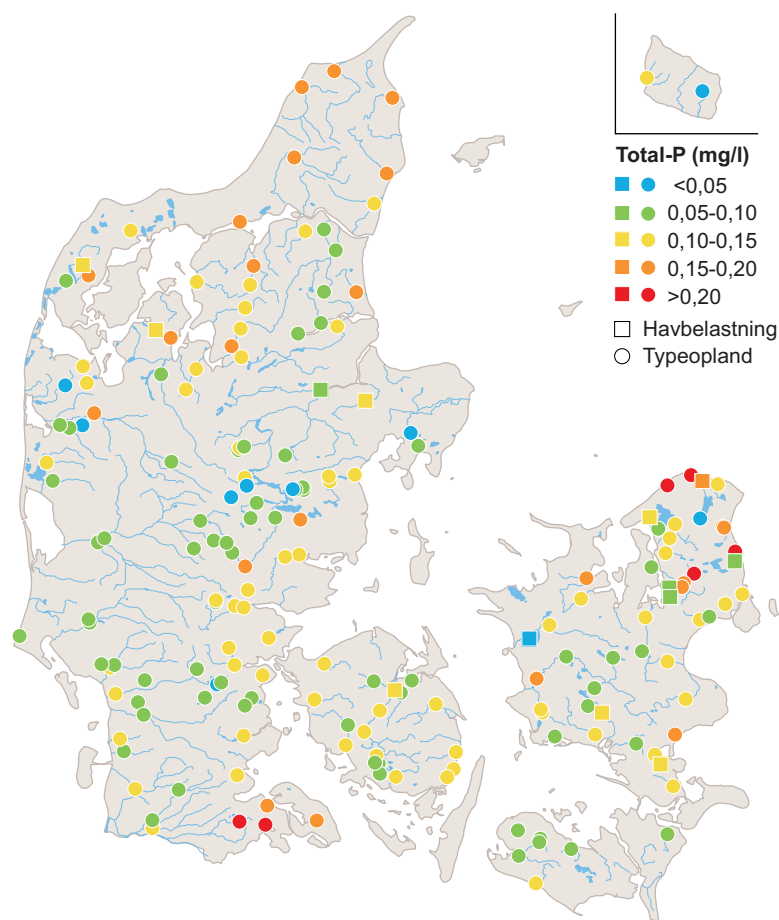 Total-P (mg/l)
<0,05
0,05-0,10
0,10-0,15
0,15-0,20
>0,20
Havbelastning
Typeopland